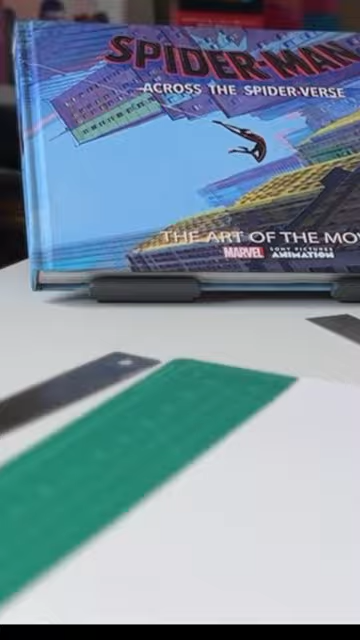 SPIDER-MAN
ACROSS THE SPIDER-VERSE
THE ART OF THE MOV
MARVEL
SONY PICTURES
ANIMATION